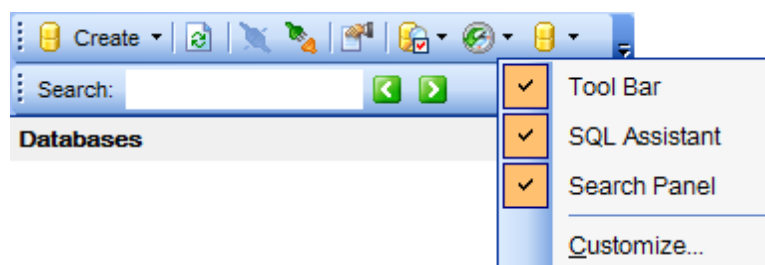 Create
Search:
Databases
Tool Bar
SQL Assistant
Search Panel
Customize...